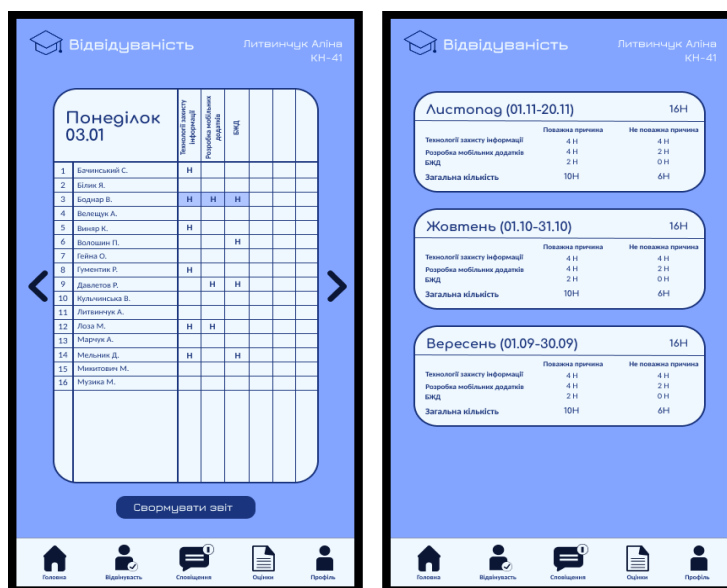 Відвідуваність
Литвинчук Аліна
КН-41
Понеділок
03.01
Технології захисту
інформації
Розробка мобільних
додатків
БЖД
1 Бачинський С. Н
2 Білик Я.
3 Боднар В. Н Н Н
4 Велещук А.
5 Виняр К. Н
6 Волошин П. Н
7 Гейна О.
8 Гументик Р. Н
9 Давлетов Р. Н Н
10 Кульчинська В.
11 Литвинчук А.
12 Лоза М. Н Н
13 Марчук А.
14 Мельник Д. Н Н
15 Микитович М.
16 Музика М.
Свормувати звіт
Головна Відвінувасть Сповіщення Оцінки Профіль
Відвідуваність
Литвинчук Аліна
КН-41
Листопад (01.11-20.11) 16Н
Поважна причина Не поважна причина
Технології захисту інформації 4 Н 4 Н
Розробка мобільних додатків 4 Н 2 Н
БЖД 2 Н 0 Н
Загальна кількість 10Н 6Н
Жовтень (01.10-31.10) 16Н
Поважна причина Не поважна причина
Технології захисту інформації 4 Н 4 Н
Розробка мобільних додатків 4 Н 2 Н
БЖД 2 Н 0 Н
Загальна кількість 10Н 6Н
Вересень (01.09-30.09) 16Н
Поважна причина Не поважна причина
Технології захисту інформації 4 Н 4 Н
Розробка мобільних додатків 4 Н 2 Н
БЖД 2 Н 0 Н
Загальна кількість 10Н 6Н
Головна Відвінувасть Сповіщення Оцінки Профіль